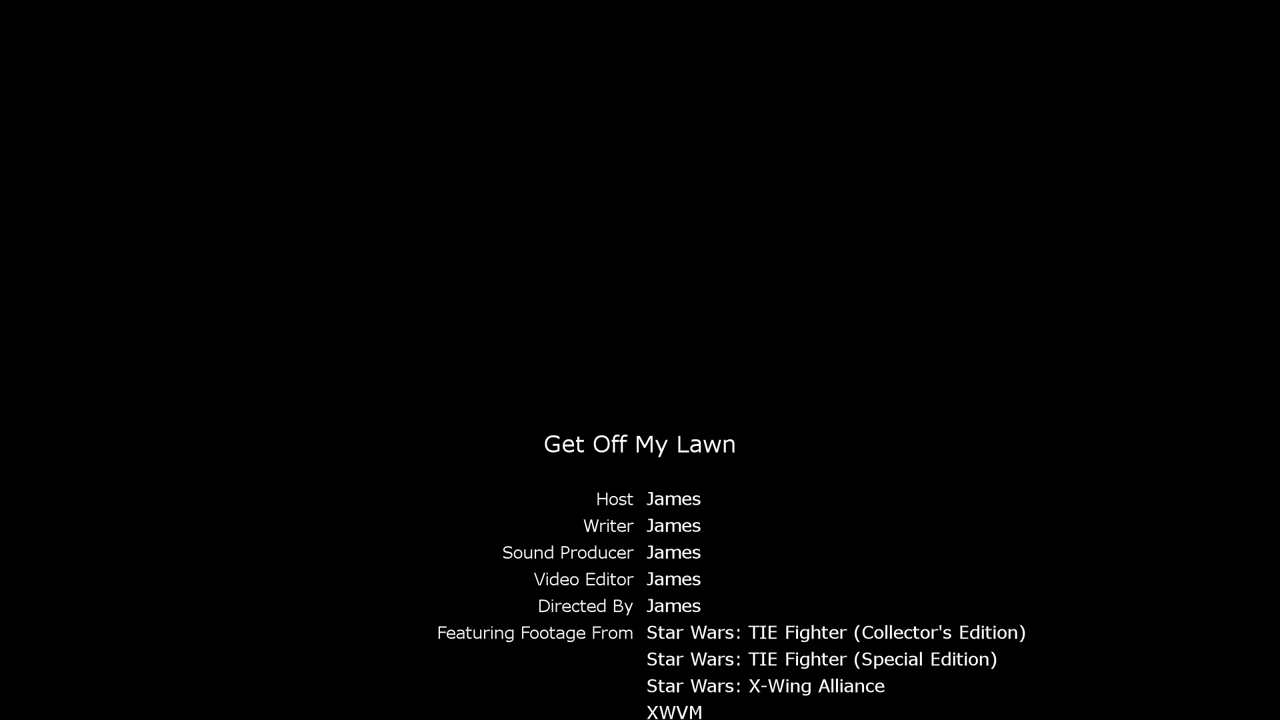 Get Off My Lawn
Host James
Writer James
Sound Producer James
Video Editor James
Directed By James
Featuring Footage From Star Wars: TIE Fighter (Collector's Edition)
Star Wars: TIE Fighter (Special Edition)
Star Wars: X-Wing Alliance
XWVM